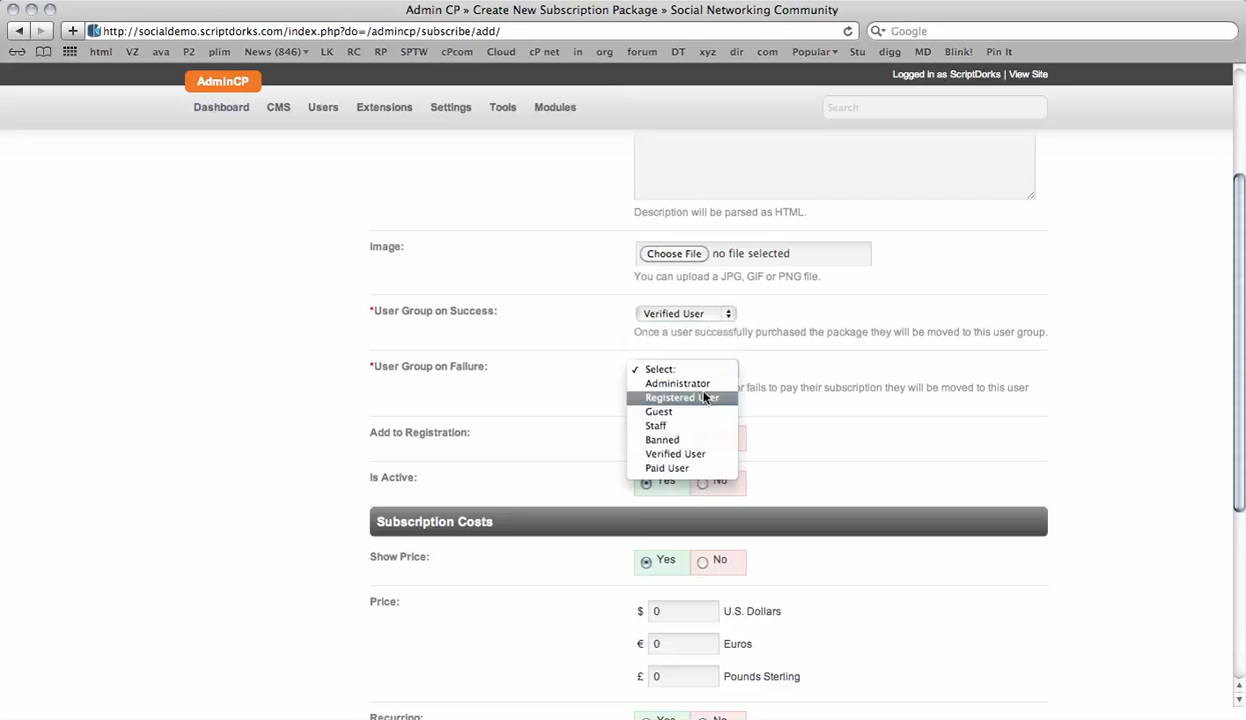 Admin CP » Create New Subscription Package » Social Networking Community
http://socialdemo.scriptdorks.com/index.php?do=/admincp/subscribe/add/
Google
html VZ ava P2 plim News (846) LK RC RP SPTW cPcom Cloud cP net in org forum DT xyz dir com Popular Stu digg MD Blink! Pin It
AdminCP
Logged in as ScriptDorks | View Site
Dashboard CMS Users Extensions Settings Tools Modules
Search
Description will be parsed as HTML.
Image:
Choose File no file selected
You can upload a JPG, GIF or PNG file.
*User Group on Success:
Verified User
Once a user successfully purchased the package they will be moved to this user group.
*User Group on Failure:
✓ Select:
Administrator
or fails to pay their subscription they will be moved to this user
Registered User
Guest
Staff
Banned
Verified User
Paid User
Add to Registration:
Is Active:
Yes No
Subscription Costs
Show Price:
Yes No
Price:
$ 0 U.S. Dollars
€ 0 Euros
£ 0 Pounds Sterling
Recurring:
Yes No